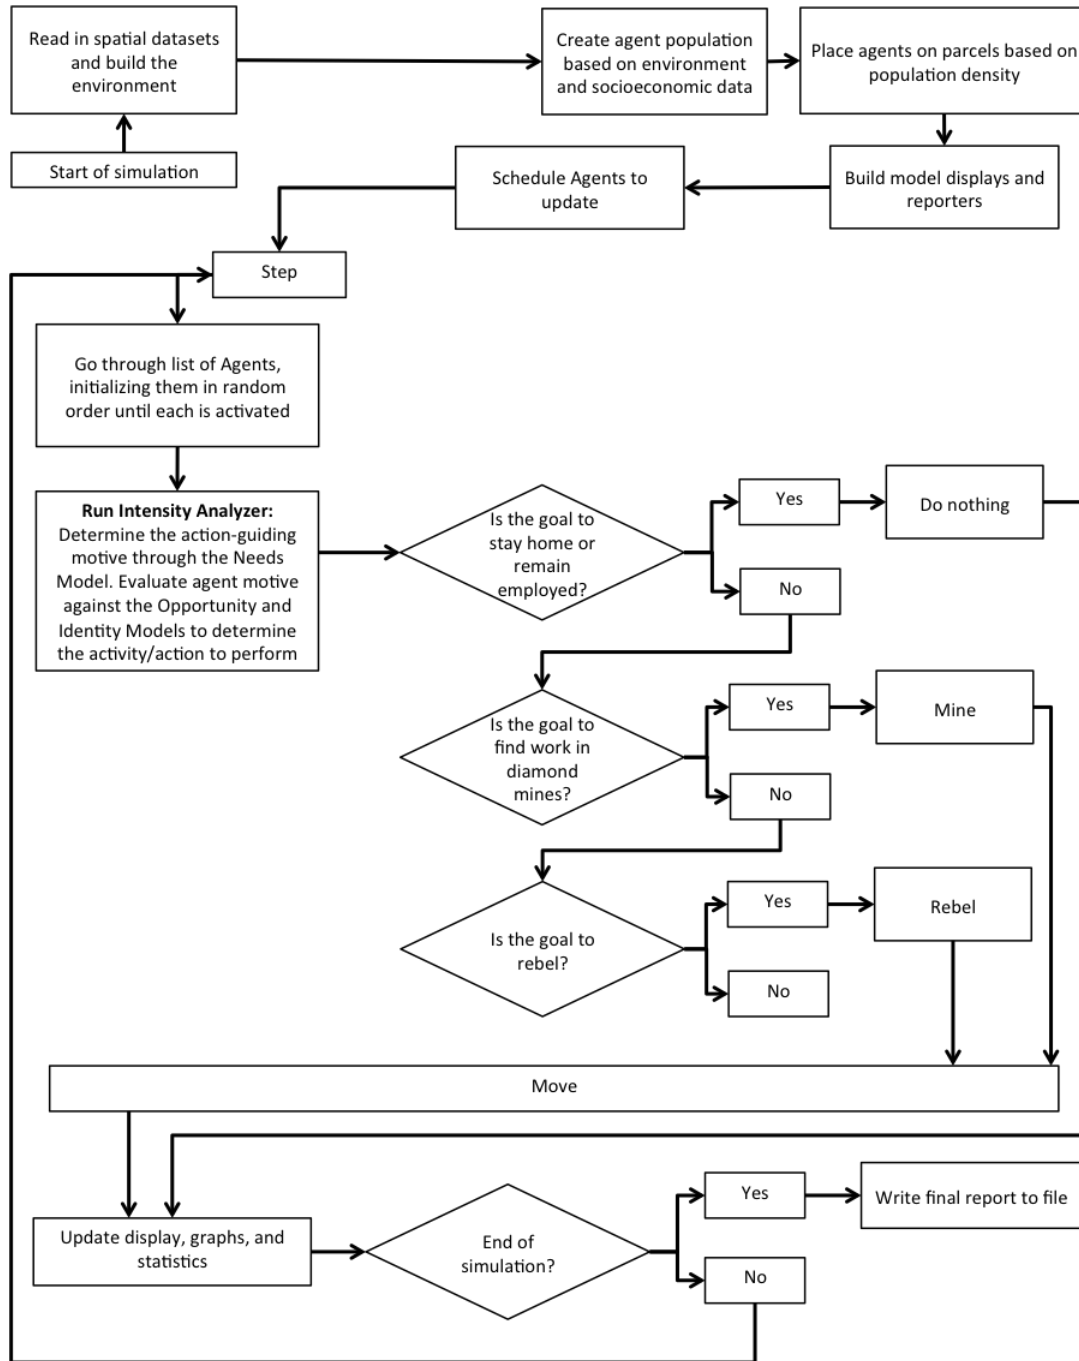 Read in spatial datasets
and build the
environment
Create agent population
based on environment
and socioeconomic data
Place agents on parcels based on
population density
Start of simulation
Schedule Agents to
update
Build model displays and
reporters
Step
Go through list of Agents,
initializing them in random
order until each is activated
Run Intensity Analyzer:
Determine the action-guiding
motive through the Needs
Model. Evaluate agent motive
against the Opportunity and
Identity Models to determine
the activity/action to perform
Is the goal to
stay home or
remain
employed?
Yes
Do nothing
No
Is the goal to
find work in
diamond
mines?
Yes
Mine
No
Is the goal to
rebel?
Yes
Rebel
No
Move
Update display, graphs, and
statistics
End of
simulation?
Yes
Write final report to file
No